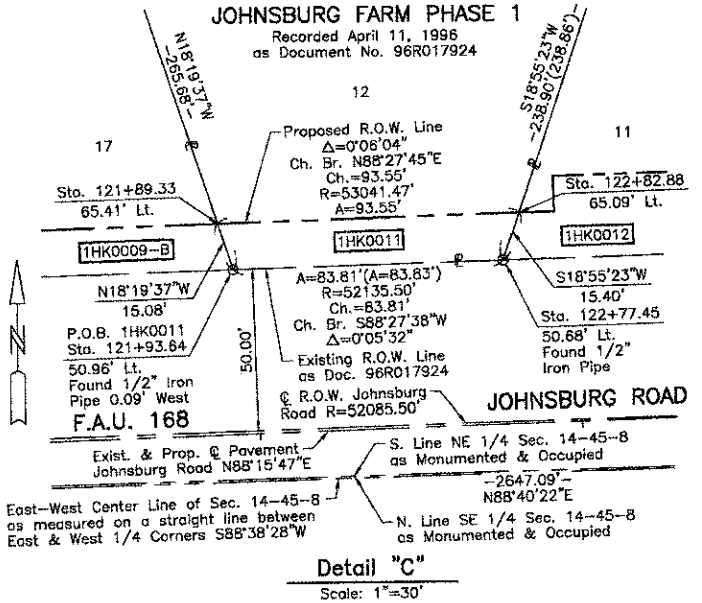 JOHNSBURG FARM PHASE 1
Recorded April 11, 1996
as Document No. 96R017924
N18°19'37"W
-265.68'-
S18°55'23"W
-238.90'(238.86')-
12
17
11
Proposed R.O.W. Line
Δ=0°06'04"
Ch. Br. N88°27'45"E
Ch.=93.55'
R=53041.47'
A=93.55'
Sta. 121+89.33
65.41' Lt.
Sta. 122+82.88
65.09' Lt.
1HK0009-B
1HK0011
1HK0012
N18°19'37"W
15.08'
P.O.B. 1HK0011
Sta. 121+93.64
50.96' Lt.
Found 1/2" Iron
Pipe 0.09' West
A=83.81'(A=83.83')
R=52135.50'
Ch.=83.81'
Ch. Br. S88°27'38"W
Δ=0°05'32"
S18°55'23"W
15.40'
Sta. 122+77.45
50.68' Lt.
Found 1/2"
Iron Pipe
50.00'
Existing R.O.W. Line
as Doc. 96R017924
N
F.A.U. 168
℄ R.O.W. Johnsburg
Road R=52085.50'
JOHNSBURG ROAD
Exist. & Prop. ℄ Pavement
Johnsburg Road N88°15'47"E
S. Line NE 1/4 Sec. 14-45-8
as Monumented & Occupied
-2647.09'-
N88°40'22"E
East-West Center Line of Sec. 14-45-8
as measured on a straight line between
East & West 1/4 Corners S88°38'28"W
N. Line SE 1/4 Sec. 14-45-8
as Monumented & Occupied
Detail "C"
Scale: 1"=30'